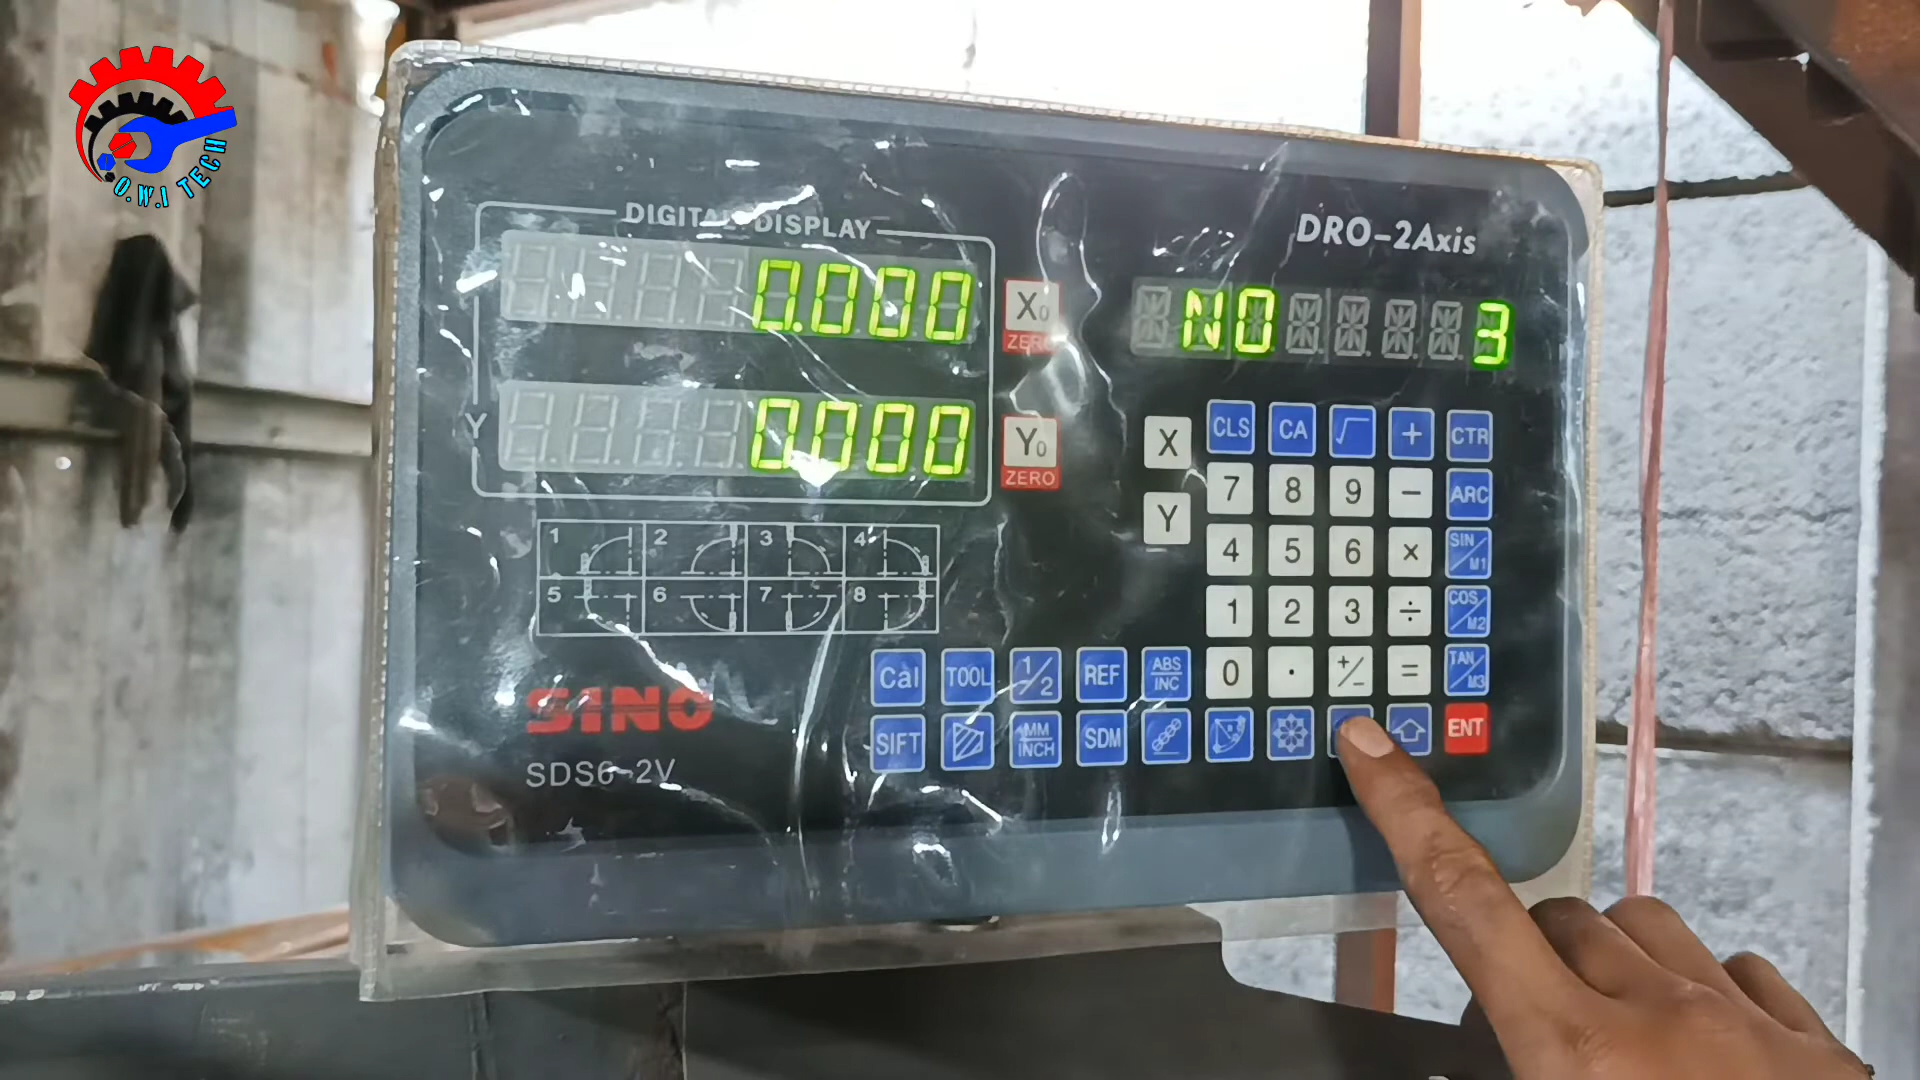 O.W.I TECH
DIGITAL DISPLAY
DRO-2Axis
0.000
X0
ZERO
NO 3
Y
0.000
Y0
ZERO
X
CLS CA √ + CTR
7 8 9 - ARC
Y
4 5 6 × SIN/M1
1 2 3 ÷ COS/M2
0 . +/- = TAN/M3
1 2 3 4
5 6 7 8
Cal TOOL 1/2 REF ABS/INC
SIFT MM/INCH SDM ENT
SINO
SDS6-2V